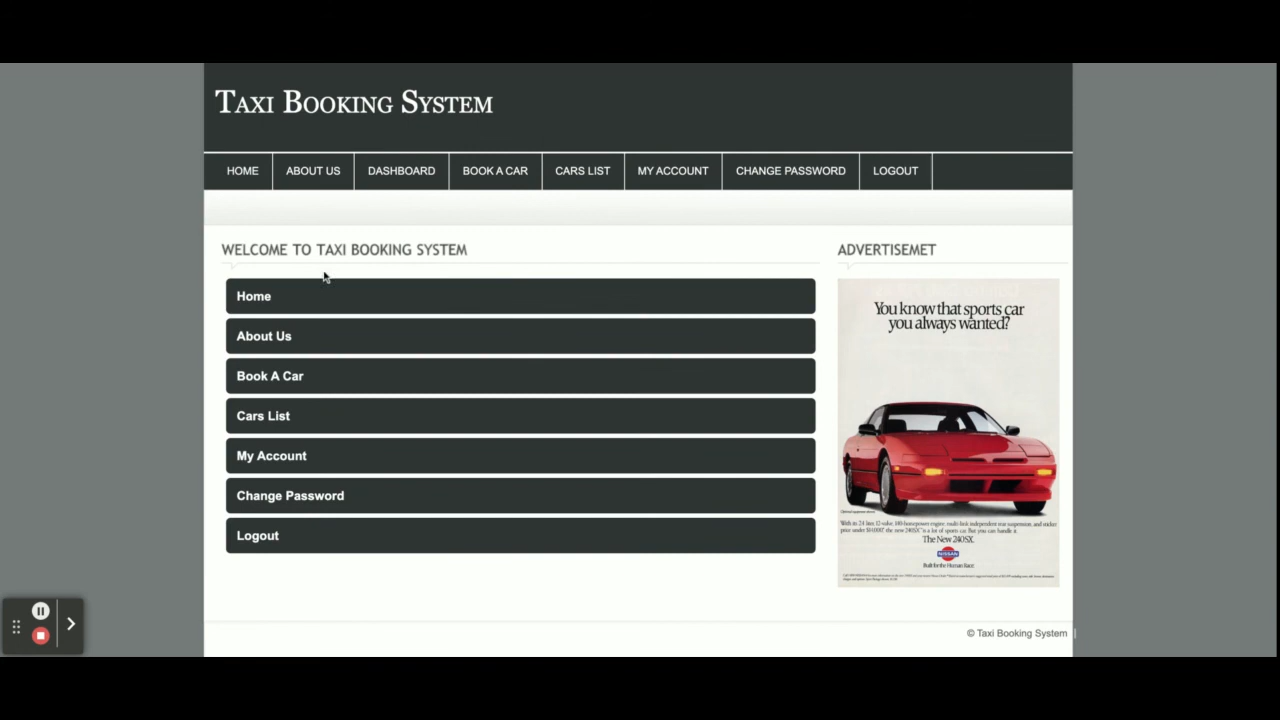 Taxi Booking System
HOME
ABOUT US
DASHBOARD
BOOK A CAR
CARS LIST
MY ACCOUNT
CHANGE PASSWORD
LOGOUT
WELCOME TO TAXI BOOKING SYSTEM
Home
About Us
Book A Car
Cars List
My Account
Change Password
Logout
ADVERTISEMET
You know that sports car
you always wanted?
The New 240SX.
NISSAN
Built for the Human Race.
© Taxi Booking System